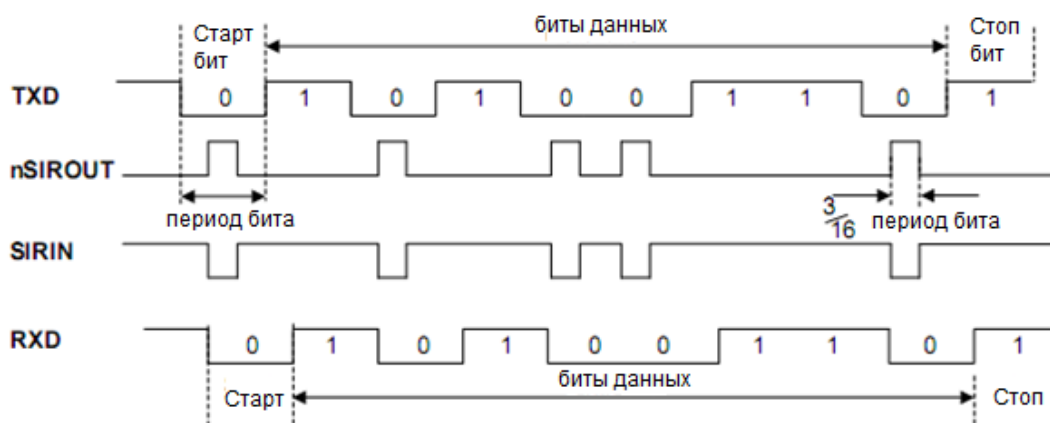 Старт бит
биты данных
Стоп бит
TXD 0 1 0 1 0 0 1 1 0 1
nSIROUT
период бита
3/16 период бита
SIRIN
RXD 0 1 0 1 0 0 1 1 0 1
Старт
биты данных
Стоп